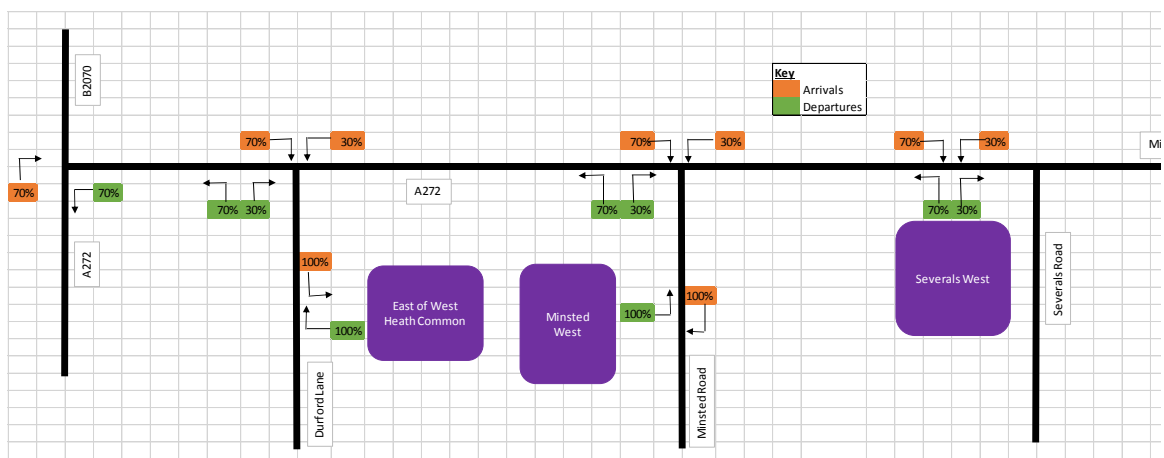 B2070
Key
Arrivals
Departures
70%
30%
70%
30%
70%
30%
Mi
70%
70%
A272
70%
30%
70%
30%
70%
30%
A272
100%
100%
East of West
Heath Common
Minsted
West
100%
100%
Severals West
Severals Road
Durford Lane
Minsted Road